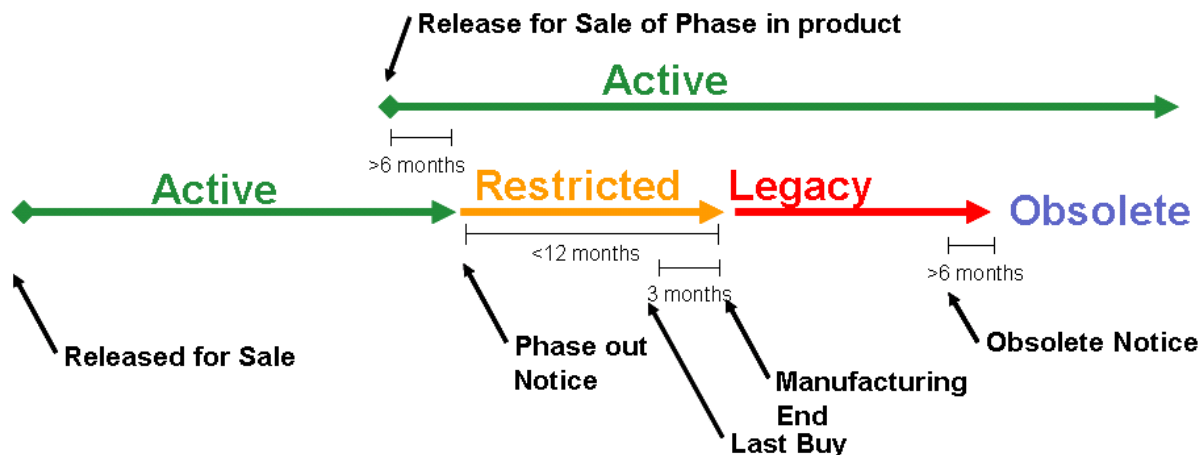 Release for Sale of Phase in product
Active
>6 months
Active
Restricted
Legacy
Obsolete
<12 months
>6 months
3 months
Released for Sale
Phase out
Notice
Obsolete Notice
Manufacturing
End
Last Buy